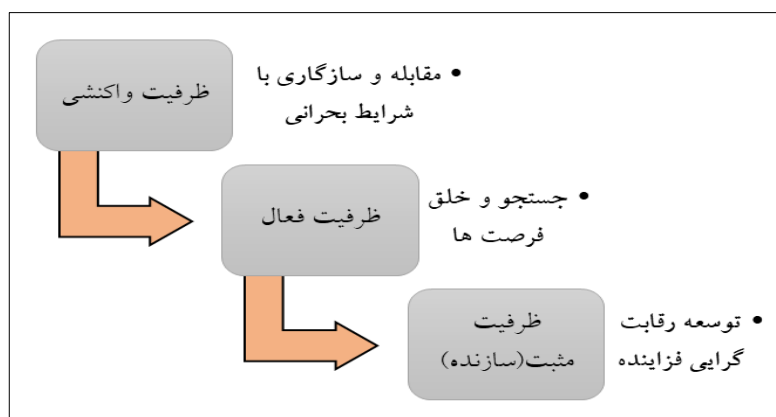 ظرفیت واکنشی
• مقابله و سازگاری با
شرایط بحرانی
ظرفیت فعال
• جستجو و خلق
فرصت ها
ظرفیت
مثبت(سازنده)
• توسعه رقابت
گرایی فزاینده